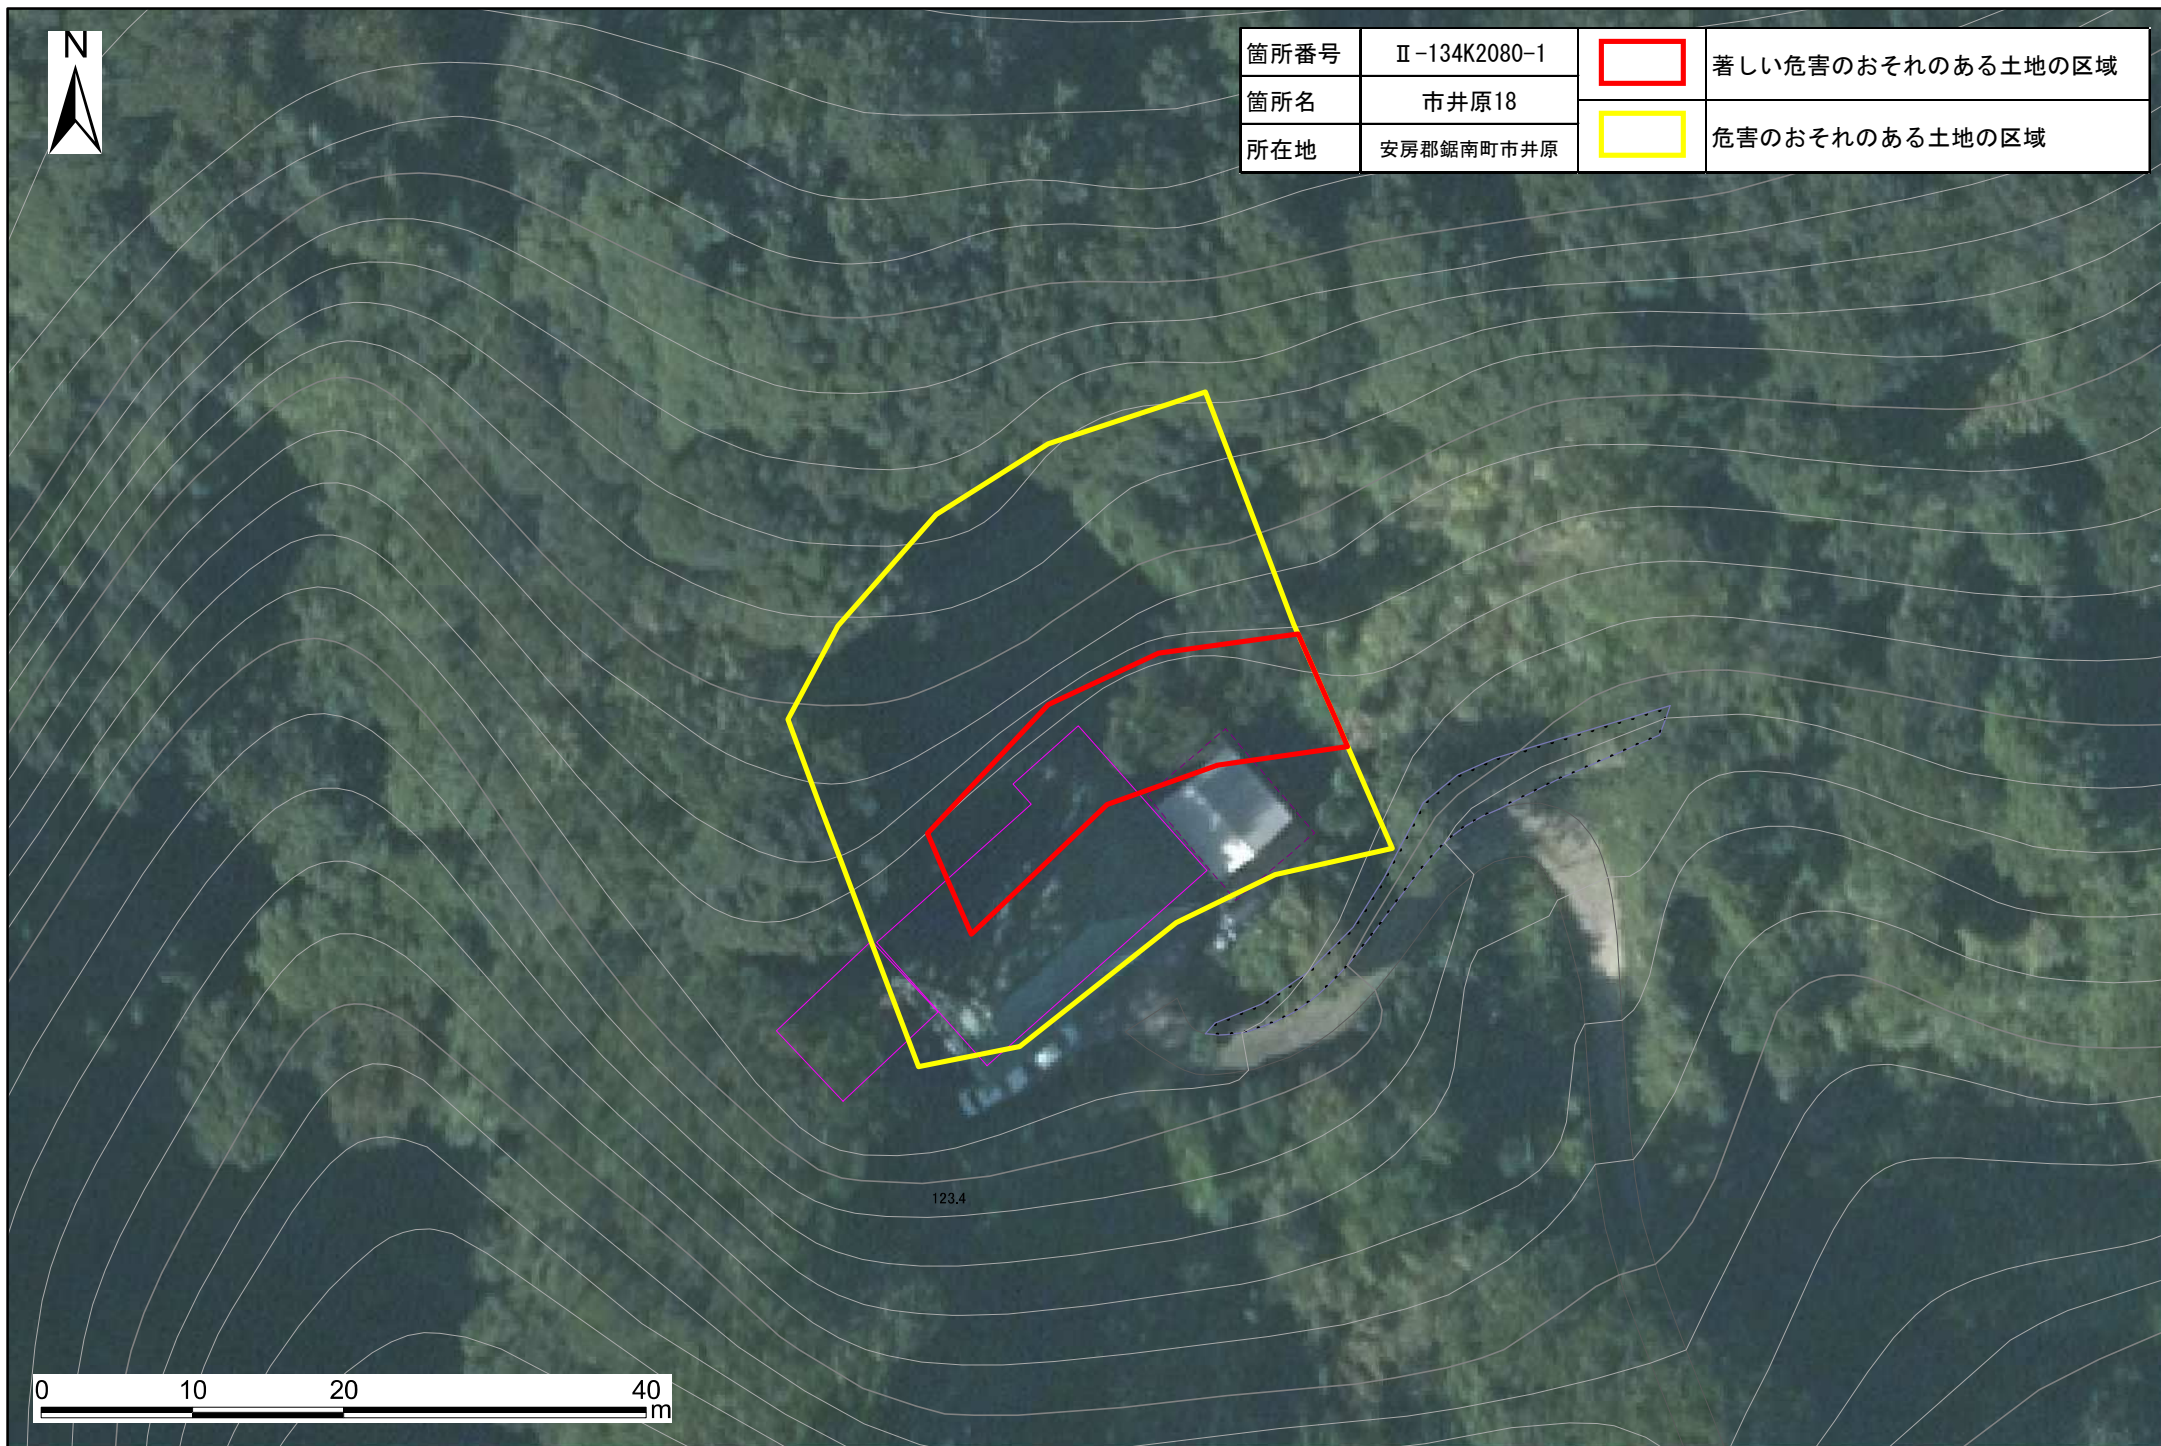 N
箇所番号 Ⅱ-134K2080-1
箇所名 市井原18
所在地 安房郡鋸南町市井原
著しい危害のおそれのある土地の区域
危害のおそれのある土地の区域
123.4
0 10 20 40
m